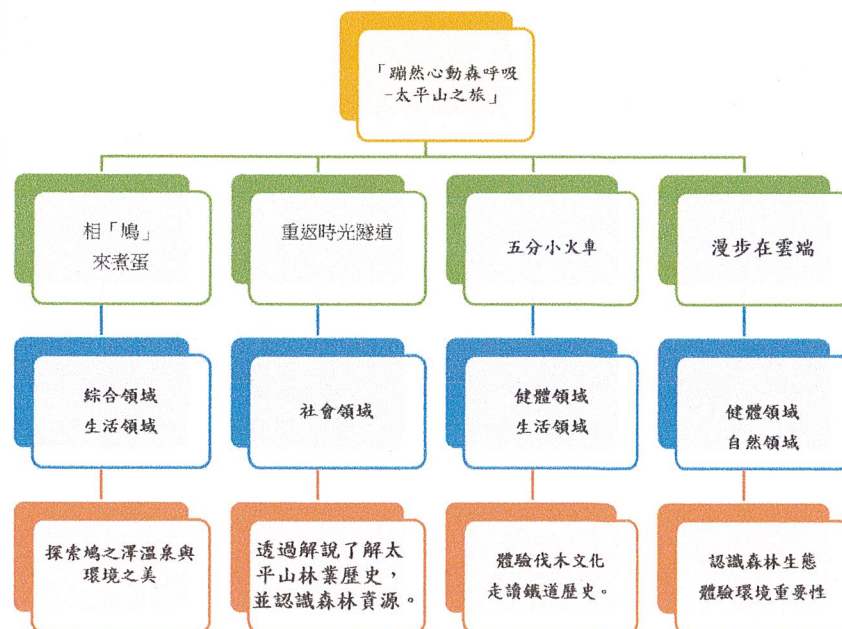 「蹦然心動森呼吸
-太平山之旅」
相「鳩」
來煮蛋
重返時光隧道
五分小火車
漫步在雲端
綜合領域
生活領域
社會領域
健體領域
生活領域
健體領域
自然領域
探索鳩之澤溫泉與
環境之美
透過解說了解太
平山林業歷史，
並認識森林資源。
體驗伐木文化
走讀鐵道歷史。
認識森林生態
體驗環境重要性